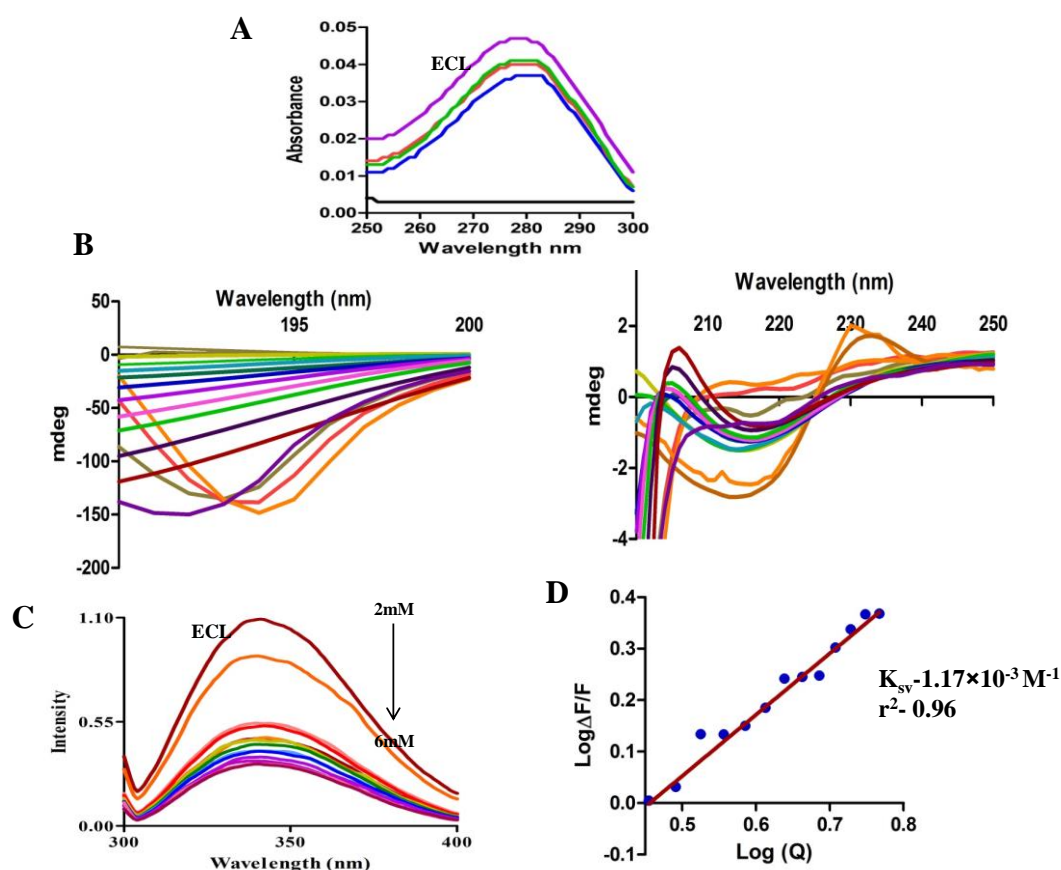 A
ECL
0.05
0.04
0.03
0.02
0.01
0.00
Absorbance
250 260 270 280 290 300
Wavelength nm
B
Wavelength (nm)
195 200
50
0
-50
-100
-150
-200
mdeg
Wavelength (nm)
210 220 230 240 250
2
0
-2
-4
mdeg
C
ECL
2mM
6mM
1.10
0.55
0.00
Intensity
300 350 400
Wavelength (nm)
D
0.4
0.3
0.2
0.1
0.0
-0.1
LogΔF/F
0.5 0.6 0.7 0.8
Log (Q)
Ksv-1.17×10⁻³ M⁻¹
r²- 0.96